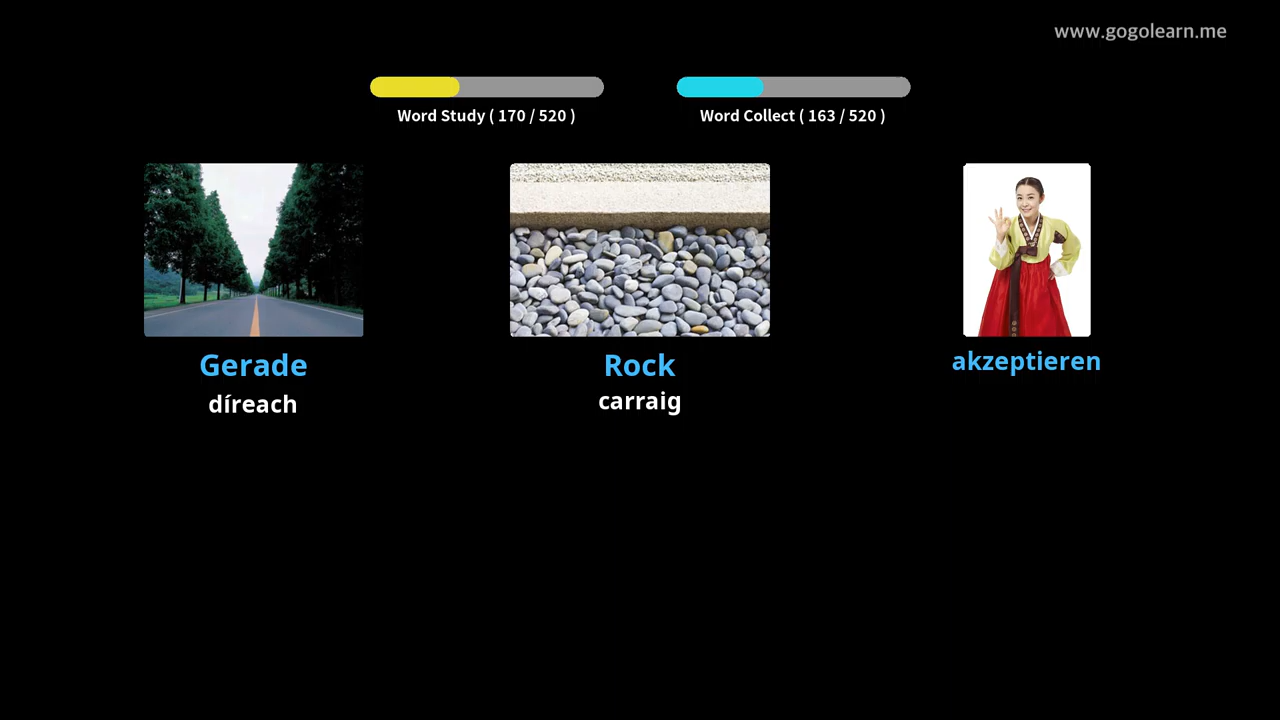 www.gogolearn.me
Word Study ( 170 / 520 )
Word Collect ( 163 / 520 )
Gerade
díreach
Rock
carraig
akzeptieren